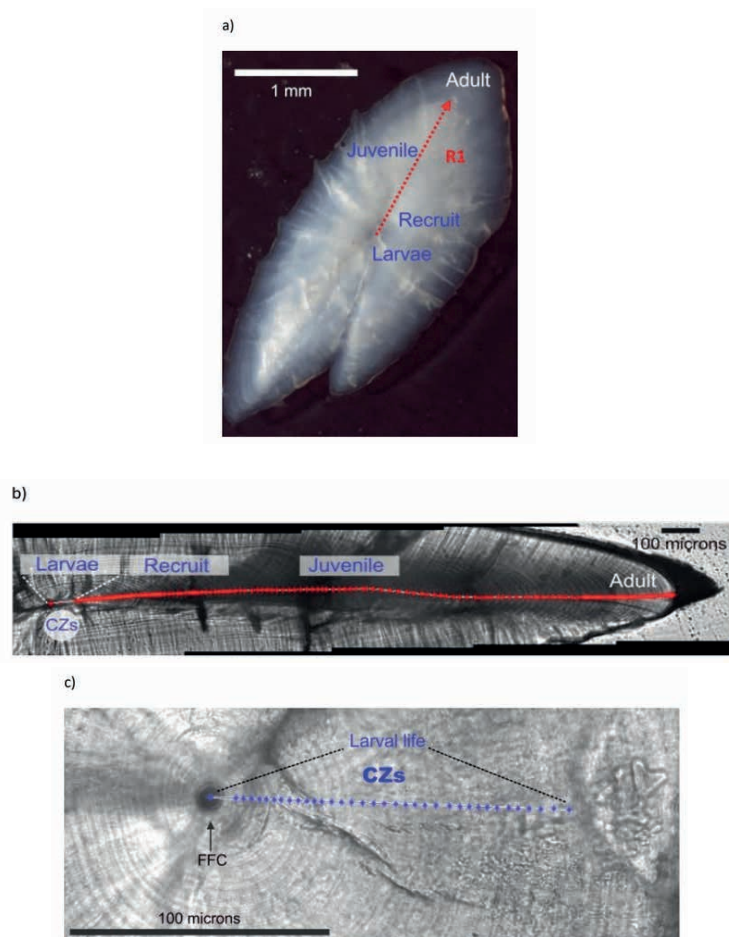 a)
Adult
1 mm
Juvenile
R1
Recruit
Larvae
b)
100 microns
Larvae Recruit Juvenile
Adult
CZs
c)
Larval life
CZs
FFC
100 microns